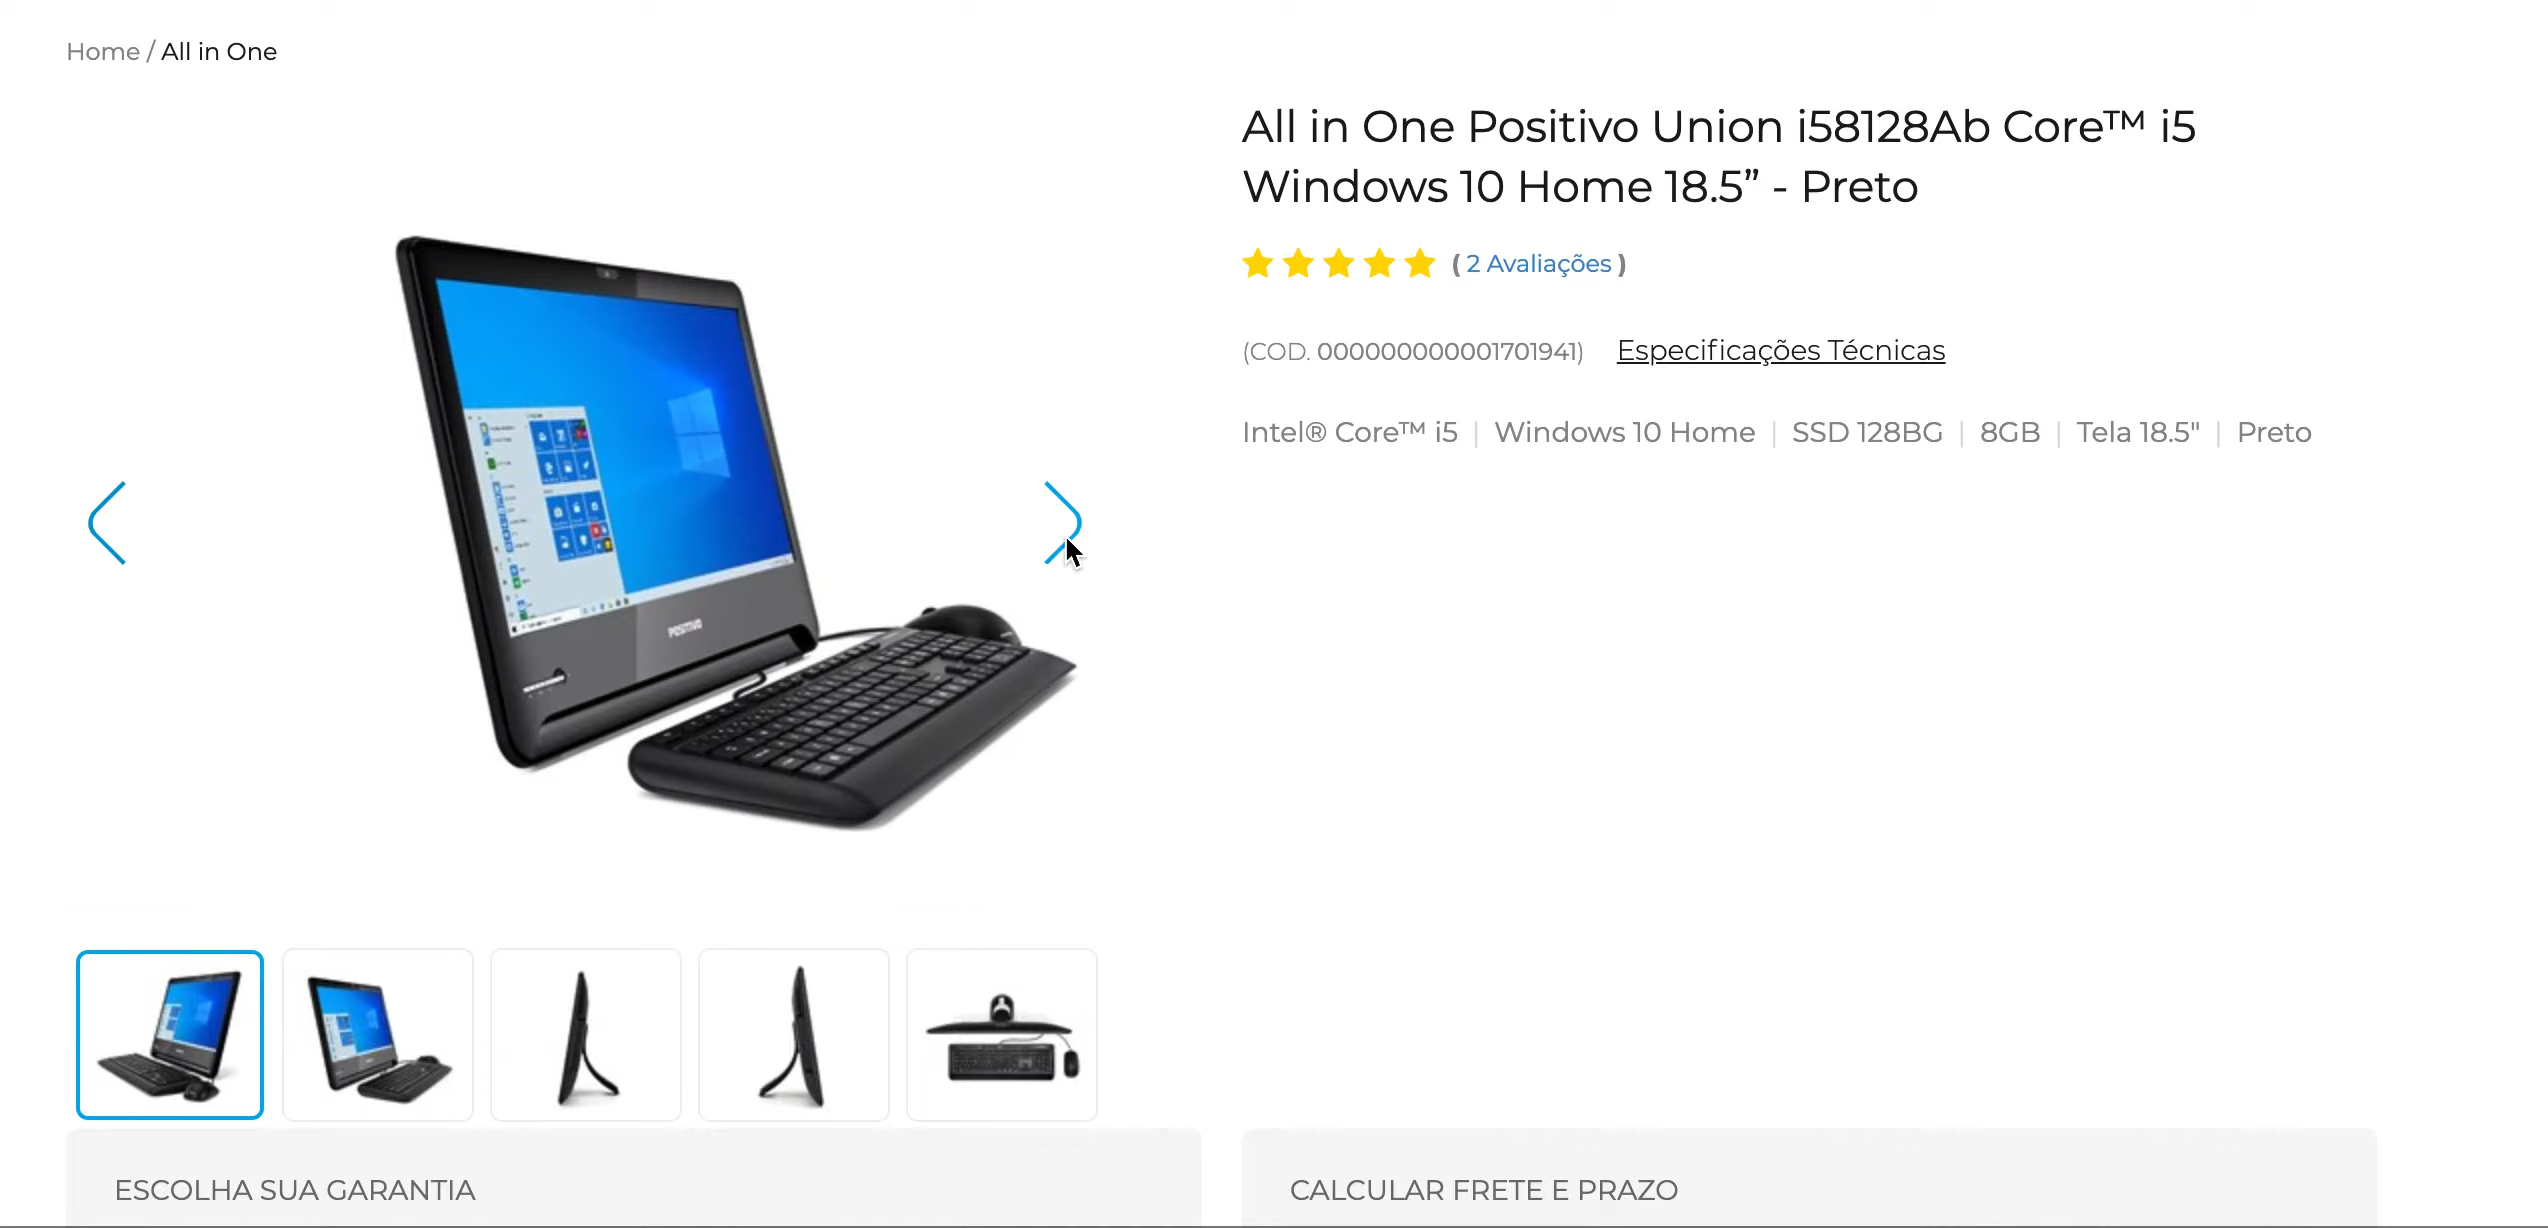 Home / All in One
All in One Positivo Union i58128Ab Core™ i5
Windows 10 Home 18.5” - Preto
( 2 Avaliações )
(COD. 000000000001701941) Especificações Técnicas
Intel® Core™ i5 | Windows 10 Home | SSD 128BG | 8GB | Tela 18.5" | Preto
POSITIVO
ESCOLHA SUA GARANTIA
CALCULAR FRETE E PRAZO